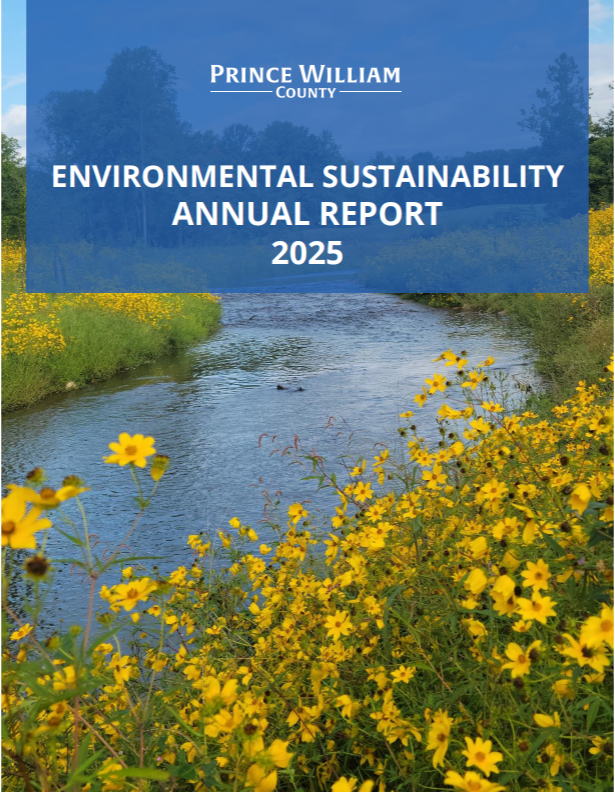 PRINCE WILLIAM
COUNTY
ENVIRONMENTAL SUSTAINABILITY
ANNUAL REPORT
2025